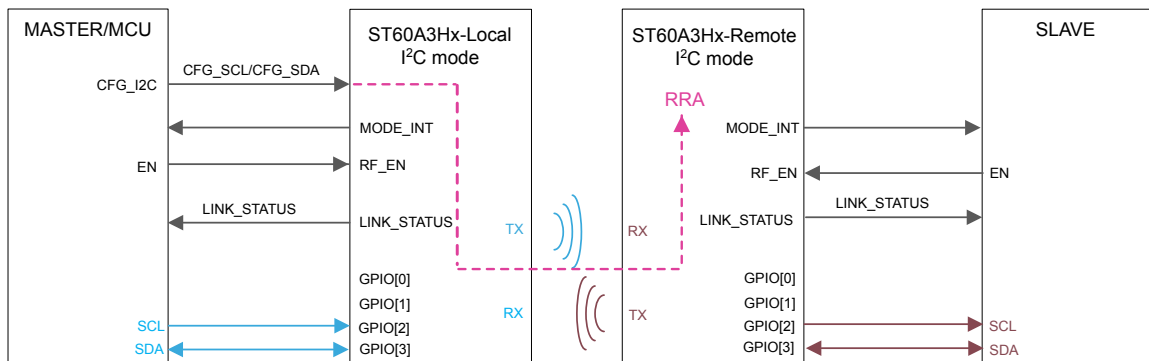 MASTER/MCU
CFG_I2C
EN
SCL
SDA
CFG_SCL/CFG_SDA
LINK_STATUS
ST60A3Hx-Local
I²C mode
MODE_INT
RF_EN
LINK_STATUS
GPIO[0]
GPIO[1]
GPIO[2]
GPIO[3]
TX
RX
ST60A3Hx-Remote
I²C mode
RRA
RX
TX
MODE_INT
RF_EN
LINK_STATUS
GPIO[0]
GPIO[1]
GPIO[2]
GPIO[3]
LINK_STATUS
SLAVE
EN
SCL
SDA